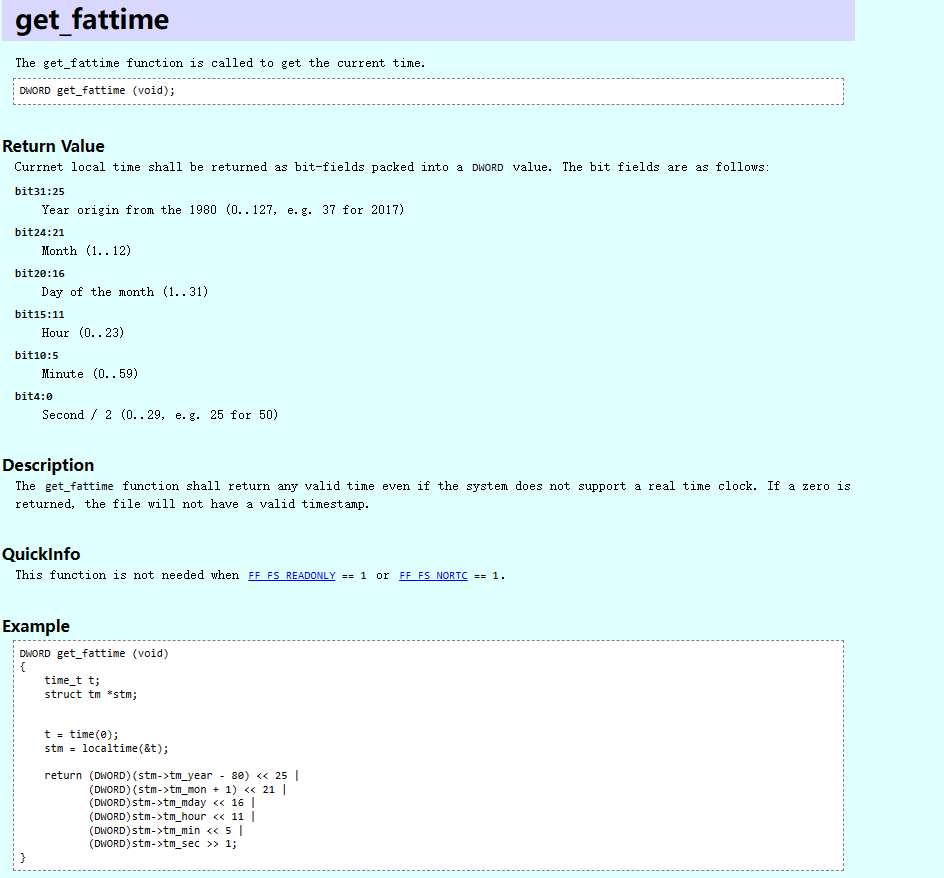 get_fattime
The get_fattime function is called to get the current time.
DWORD get_fattime (void);
Return Value
Currnet local time shall be returned as bit-fields packed into a DWORD value. The bit fields are as follows:
bit31:25
Year origin from the 1980 (0..127, e.g. 37 for 2017)
bit24:21
Month (1..12)
bit20:16
Day of the month (1..31)
bit15:11
Hour (0..23)
bit10:5
Minute (0..59)
bit4:0
Second / 2 (0..29, e.g. 25 for 50)
Description
The get_fattime function shall return any valid time even if the system does not support a real time clock. If a zero is
returned, the file will not have a valid timestamp.
QuickInfo
This function is not needed when FF_FS_READONLY == 1 or FF_FS_NORTC == 1.
Example
DWORD get_fattime (void)
{
    time_t t;
    struct tm *stm;
    t = time(0);
    stm = localtime(&t);
    return (DWORD)(stm->tm_year - 80) << 25 |
           (DWORD)(stm->tm_mon + 1) << 21 |
           (DWORD)stm->tm_mday << 16 |
           (DWORD)stm->tm_hour << 11 |
           (DWORD)stm->tm_min << 5 |
           (DWORD)stm->tm_sec >> 1;
}